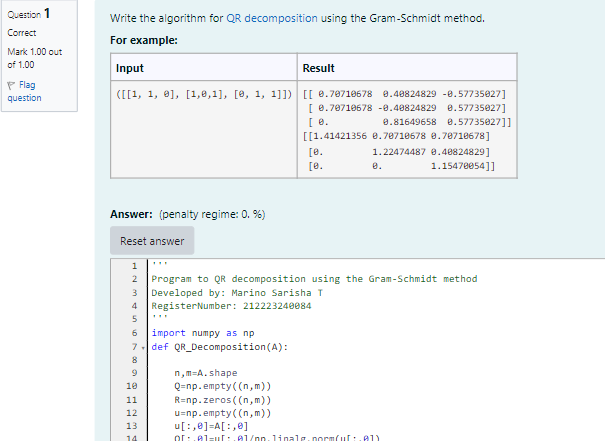 Question 1
Correct
Mark 1.00 out
of 1.00
Flag
question
Write the algorithm for QR decomposition using the Gram-Schmidt method.
For example:
Input Result
([[1, 1, 0], [1,0,1], [0, 1, 1]]) [[ 0.70710678 0.40824829 -0.57735027]
[ 0.70710678 -0.40824829 0.57735027]
[ 0. 0.81649658 0.57735027]]
[[1.41421356 0.70710678 0.70710678]
[0. 1.22474487 0.40824829]
[0. 0. 1.15470054]]
Answer: (penalty regime: 0. %)
Reset answer
1 '''
2 Program to QR decomposition using the Gram-Schmidt method
3 Developed by: Marino Sarisha T
4 RegisterNumber: 212223240084
5 '''
6 import numpy as np
7 def QR_Decomposition(A):
8
9 n,m=A.shape
10 Q=np.empty((n,m))
11 R=np.zeros((n,m))
12 u=np.empty((n,m))
13 u[:,0]=A[:,0]
14 Q[:,0]=u[:,0]/np.linalg.norm(u[:,0])